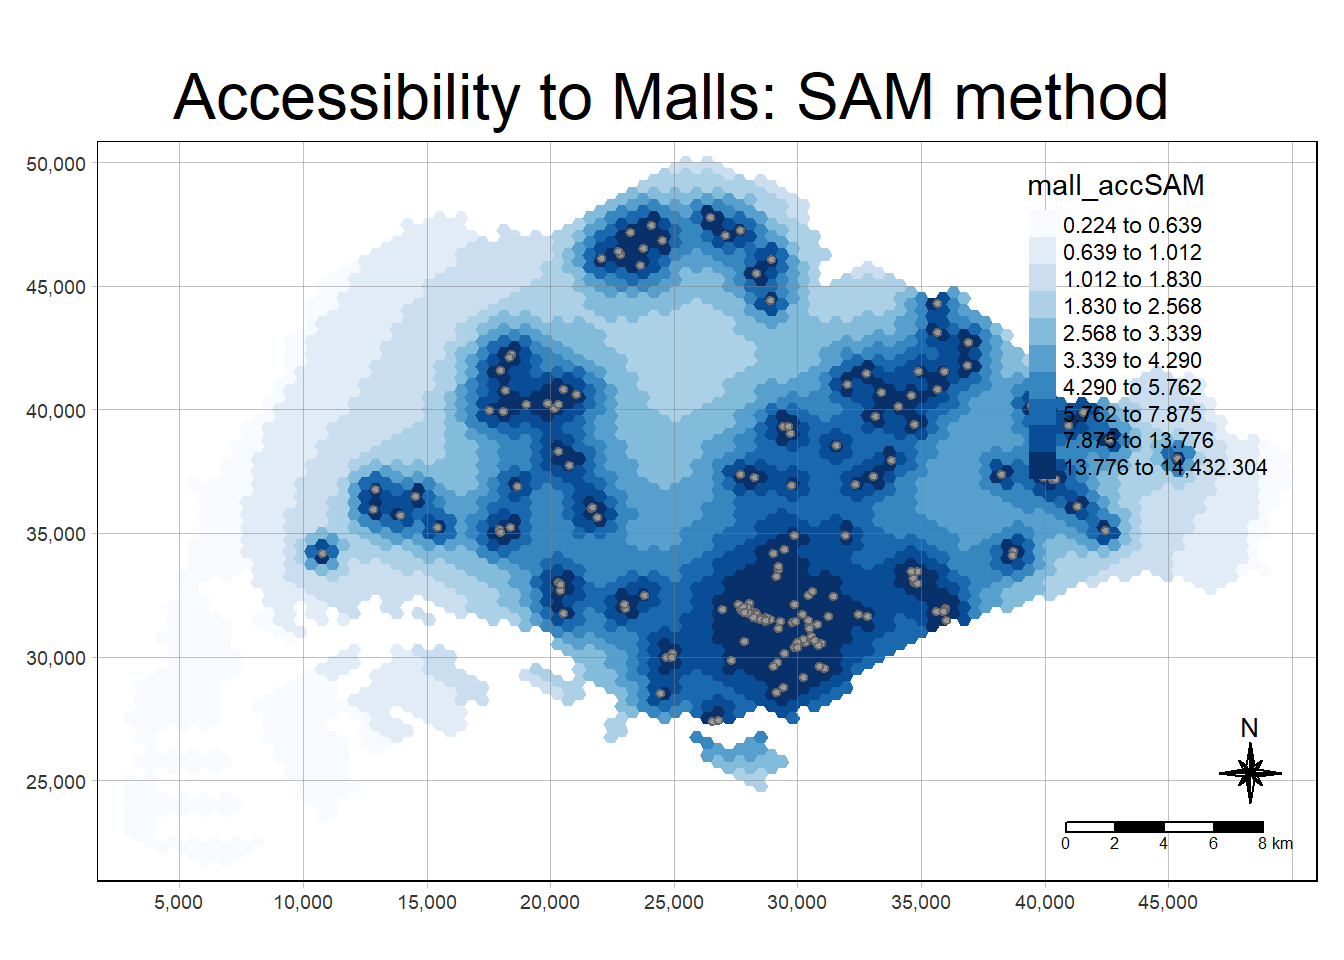 Accessibility to Malls: SAM method
50,000
45,000
40,000
35,000
30,000
25,000
mall_accSAM
0.224 to 0.639
0.639 to 1.012
1.012 to 1.830
1.830 to 2.568
2.568 to 3.339
3.339 to 4.290
4.290 to 5.762
5.762 to 7.875
7.875 to 13.776
13.776 to 14,432.304
N
0 2 4 6 8 km
5,000 10,000 15,000 20,000 25,000 30,000 35,000 40,000 45,000